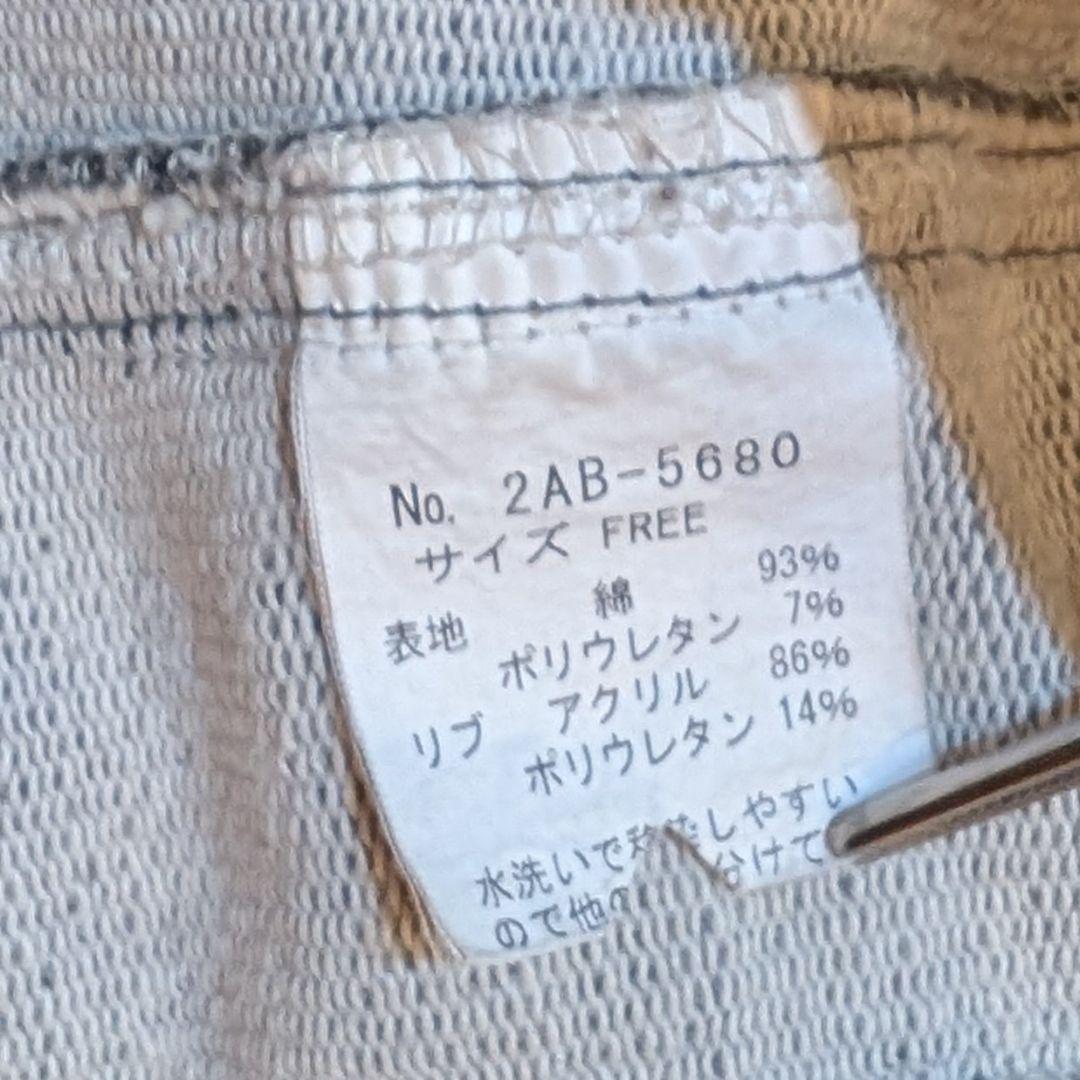 No. 2AB-5680
サイズ FREE
表地 綿 93%
ポリウレタン 7%
リブ アクリル 86%
ポリウレタン 14%
水洗いで移染しやすい
ので他の 分けて